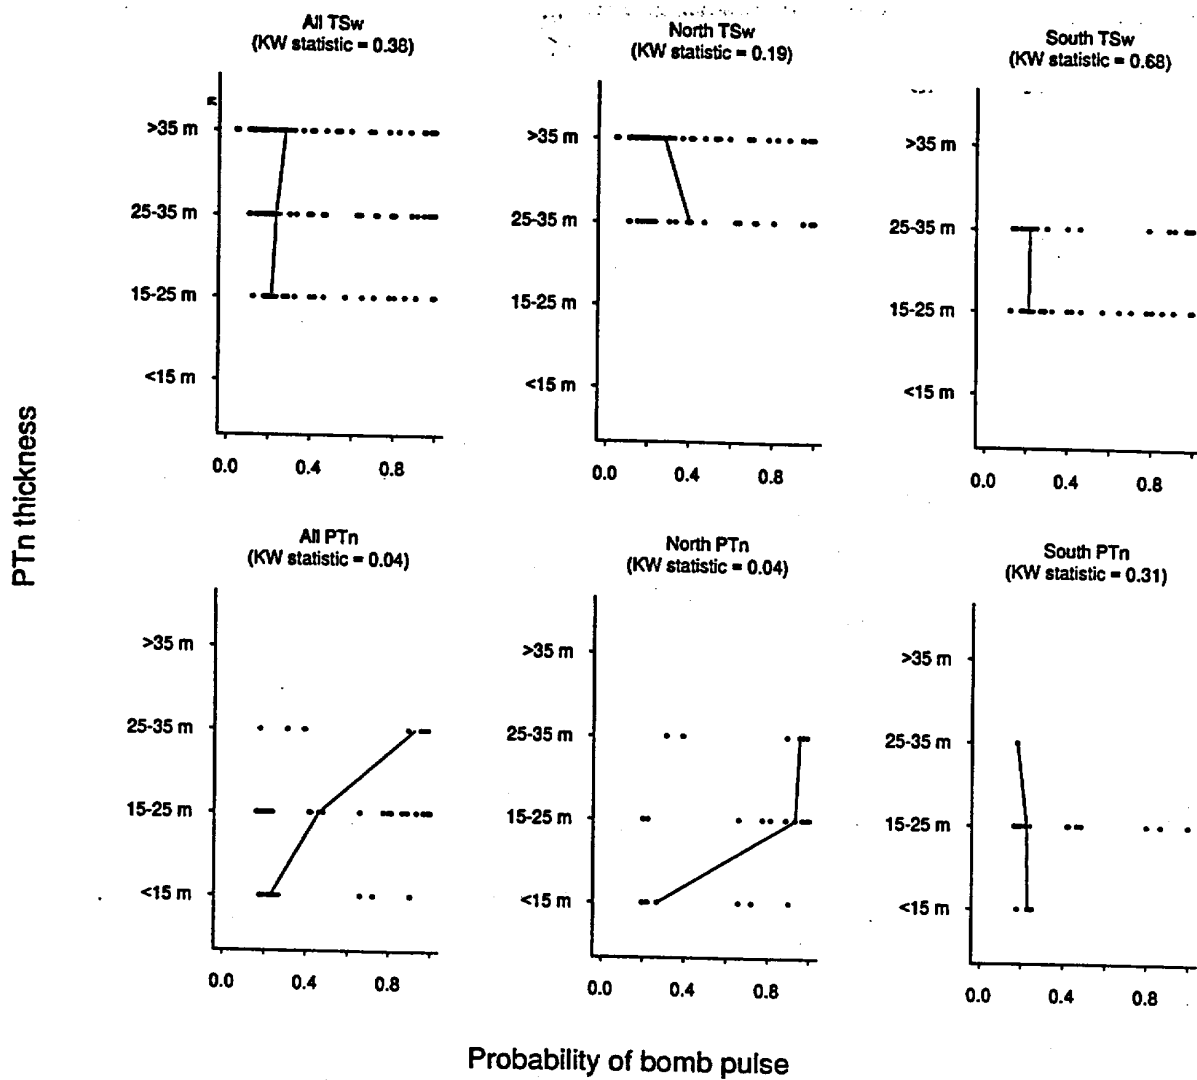 All TSw
(KW statistic = 0.38)
>35 m
25-35 m
15-25 m
<15 m
0.0 0.4 0.8
North TSw
(KW statistic = 0.19)
>35 m
25-35 m
15-25 m
<15 m
0.0 0.4 0.8
South TSw
(KW statistic = 0.68)
>35 m
25-35 m
15-25 m
<15 m
0.0 0.4 0.8
PTn thickness
All PTn
(KW statistic = 0.04)
>35 m
25-35 m
15-25 m
<15 m
0.0 0.4 0.8
North PTn
(KW statistic = 0.04)
>35 m
25-35 m
15-25 m
<15 m
0.0 0.4 0.8
South PTn
(KW statistic = 0.31)
>35 m
25-35 m
15-25 m
<15 m
0.0 0.4 0.8
Probability of bomb pulse